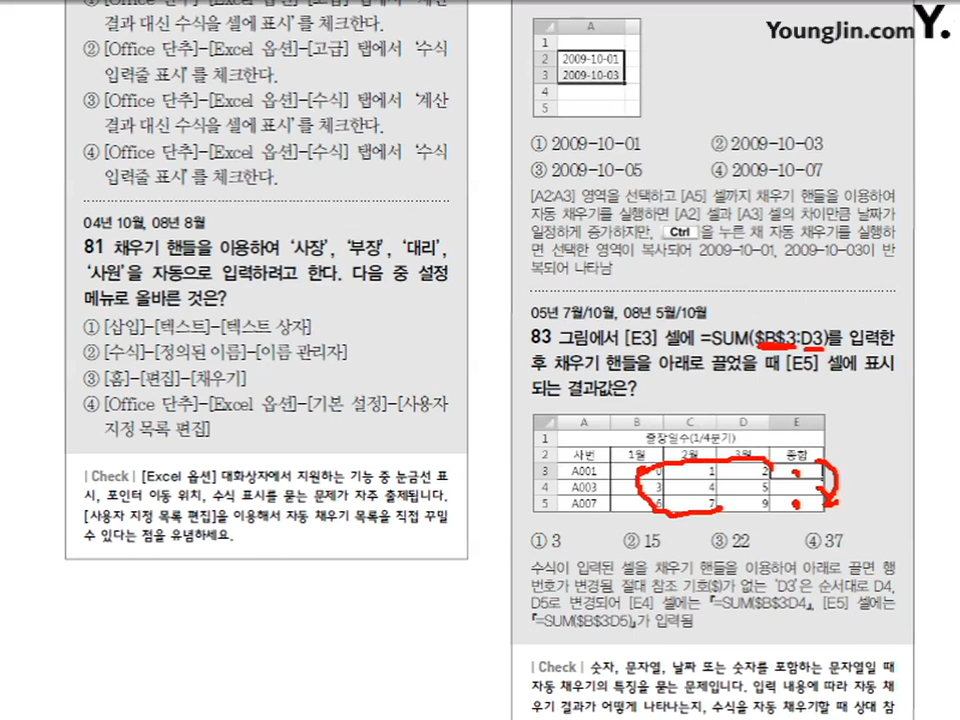 결과 대신 수식을 셀에 표시'를 체크한다.
② [Office 단추]-[Excel 옵션]-[고급] 탭에서 '수식
입력줄 표시'를 체크한다.
③ [Office 단추]-[Excel 옵션]-[수식] 탭에서 '계산
결과 대신 수식을 셀에 표시'를 체크한다.
④ [Office 단추]-[Excel 옵션]-[수식] 탭에서 '수식
입력줄 표시'를 체크한다.
04년 10월, 08년 8월
81 채우기 핸들을 이용하여 '사장', '부장', '대리',
'사원'을 자동으로 입력하려고 한다. 다음 중 설정
메뉴로 올바른 것은?
① [삽입]-[텍스트]-[텍스트 상자]
② [수식]-[정의된 이름]-[이름 관리자]
③ [홈]-[편집]-[채우기]
④ [Office 단추]-[Excel 옵션]-[기본 설정]-[사용자
지정 목록 편집]
| Check | [Excel 옵션] 대화상자에서 지원하는 기능 중 눈금선 표
시, 포인터 이동 위치, 수식 표시를 묻는 문제가 자주 출제됩니다.
[사용자 지정 목록 편집]을 이용해서 자동 채우기 목록을 직접 꾸밀
수 있다는 점을 유념하세요.
YoungJin.com Y.
A
1
2 2009-10-01
3 2009-10-03
4
5
① 2009-10-01 ② 2009-10-03
③ 2009-10-05 ④ 2009-10-07
[A2:A3] 영역을 선택하고 [A5] 셀까지 채우기 핸들을 이용하여
자동 채우기를 실행하면 [A2] 셀과 [A3] 셀의 차이만큼 날짜가
일정하게 증가하지만, Ctrl 을 누른 채 자동 채우기를 실행하
면 선택한 영역이 복사되어 2009-10-01, 2009-10-03이 반
복되어 나타남
05년 7월/10월, 08년 5월/10월
83 그림에서 [E3] 셀에 =SUM($B$3:D3)를 입력한
후 채우기 핸들을 아래로 끌었을 때 [E5] 셀에 표시
되는 결과값은?
A B C D E
1 출장일수(1/4분기)
2 사번 1월 2월 3월 종합
3 A001 0 1 2
4 A003 3 4 5
5 A007 6 7 9
① 3 ② 15 ③ 22 ④ 37
수식이 입력된 셀을 채우기 핸들을 이용하여 아래로 끌면 행
번호가 변경됨. 절대 참조 기호($)가 없는 'D3'은 순서대로 D4,
D5로 변경되어 [E4] 셀에는 『=SUM($B$3:D4』, [E5] 셀에는
『=SUM($B$3:D5)』가 입력됨
| Check | 숫자, 문자열, 날짜 또는 숫자를 포함하는 문자열일 때
자동 채우기의 특징을 묻는 문제입니다. 입력 내용에 따라 자동 채
우기 결과가 어떻게 나타나는지, 수식을 자동 채우기할 때 상대 참